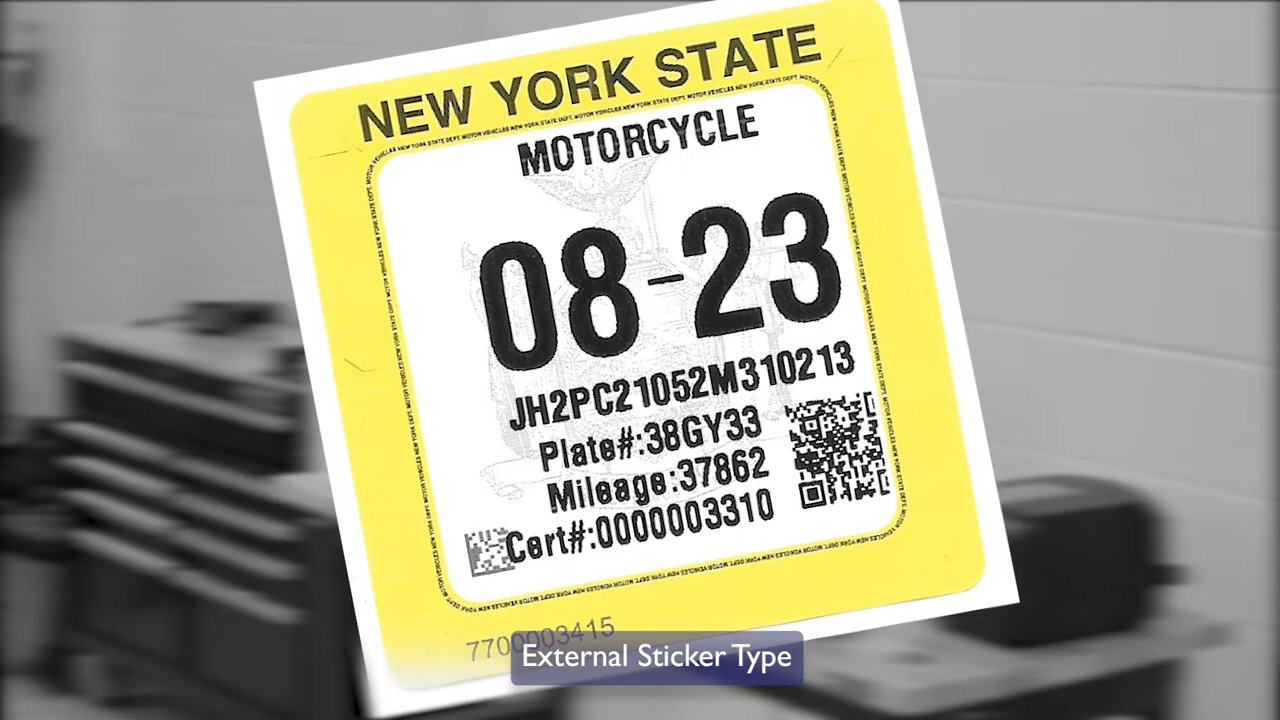 NEW YORK STATE
MOTORCYCLE
08-23
JH2PC21052M310213
Plate#:38GY33
Mileage:37862
Cert#:0000003310
7700003415
External Sticker Type